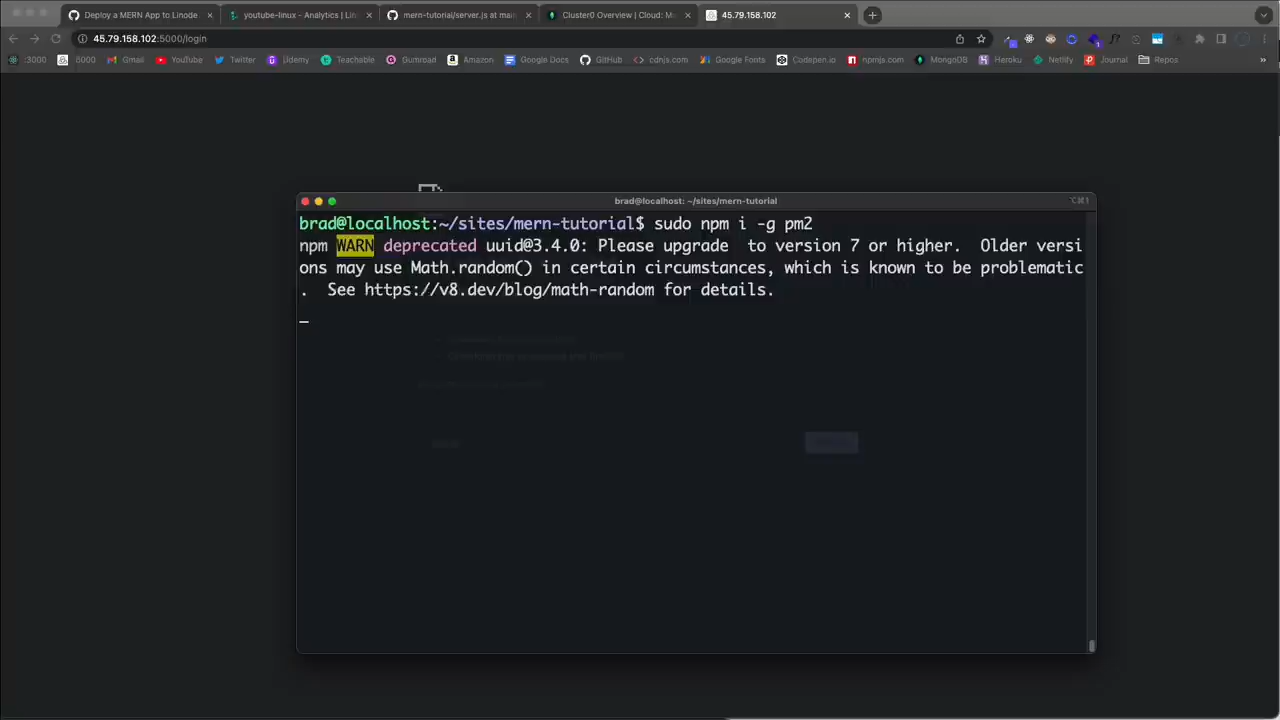 Deploy a MERN App to Linode
youtube-linux - Analytics | Lin
mern-tutorial/server.js at main
Cluster0 Overview | Cloud: M
45.79.158.102
45.79.158.102:5000/login
:3000
:5000
Gmail
YouTube
Twitter
Udemy
Teachable
Gumroad
Amazon
Google Docs
GitHub
cdnjs.com
Google Fonts
Codepen.io
npmjs.com
MongoDB
Heroku
Netlify
Journal
Repos
»
brad@localhost: ~/sites/mern-tutorial
⌥⌘1
brad@localhost:~/sites/mern-tutorial$ sudo npm i -g pm2
npm WARN deprecated uuid@3.4.0: Please upgrade  to version 7 or higher.  Older versi
ons may use Math.random() in certain circumstances, which is known to be problematic
.  See https://v8.dev/blog/math-random for details.